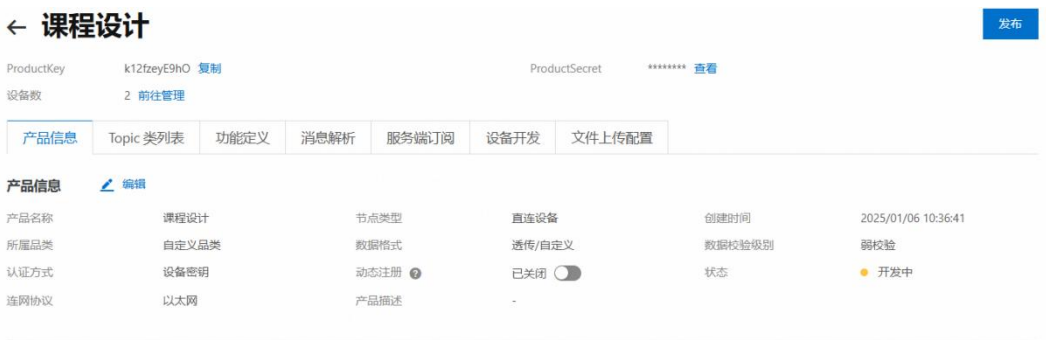 ← 课程设计 发布
ProductKey k12fzeyE9hO 复制 ProductSecret ******** 查看
设备数 2 前往管理
产品信息 Topic 类列表 功能定义 消息解析 服务端订阅 设备开发 文件上传配置
产品信息 编辑
产品名称 课程设计 节点类型 直连设备 创建时间 2025/01/06 10:36:41
所属品类 自定义品类 数据格式 透传/自定义 数据校验级别 弱校验
认证方式 设备密钥 动态注册 ? 已关闭 状态 开发中
连网协议 以太网 产品描述 -